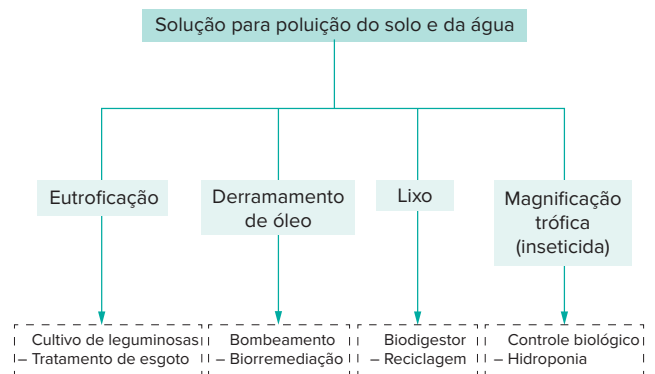 Solução para poluição do solo e da água
Eutroficação
Derramamento
de óleo
Lixo
Magnificação
trófica
(inseticida)
Cultivo de leguminosas
– Tratamento de esgoto
Bombeamento
– Biorremediação
Biodigestor
– Reciclagem
Controle biológico
– Hidroponia